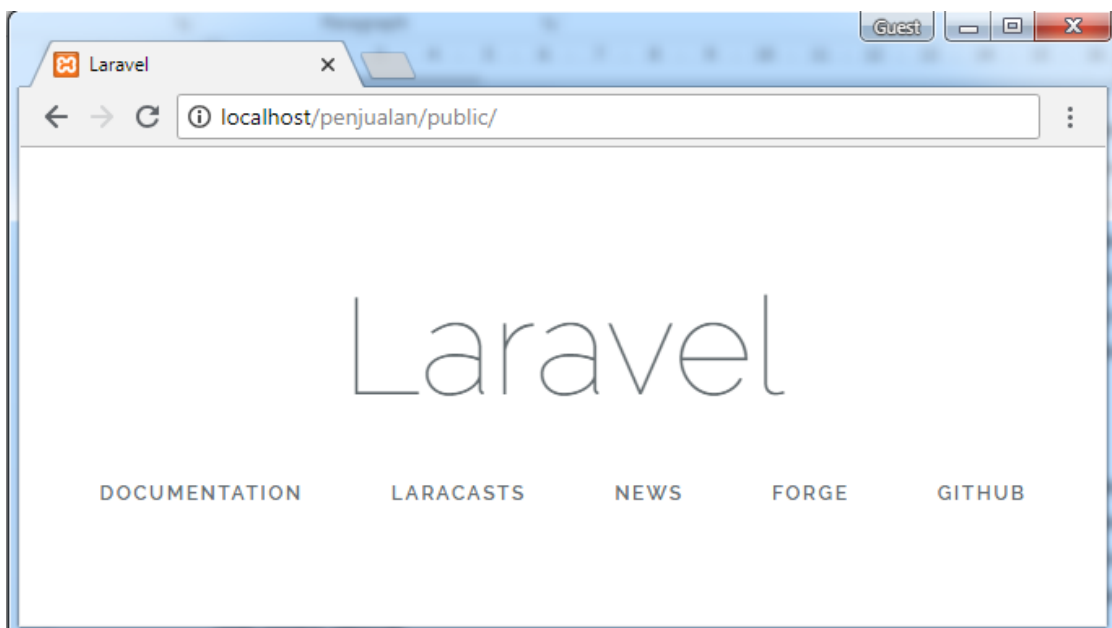 Guest
Laravel
localhost/penjualan/public/
Laravel
DOCUMENTATION LARACASTS NEWS FORGE GITHUB